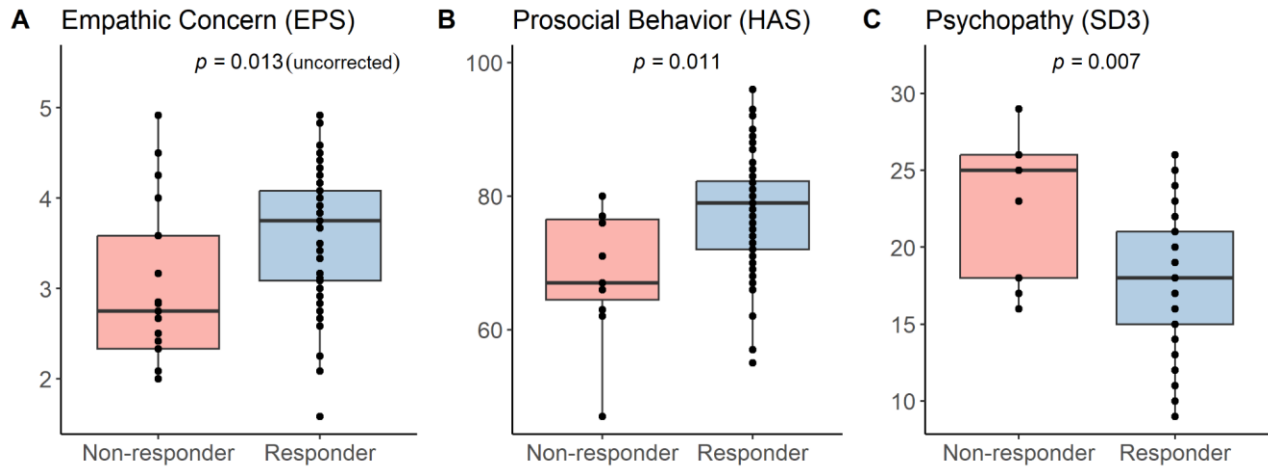 A Empathic Concern (EPS)
p = 0.013 (uncorrected)
5
4
3
2
Non-responder Responder
B Prosocial Behavior (HAS)
p = 0.011
100
80
60
Non-responder Responder
C Psychopathy (SD3)
p = 0.007
30
25
20
15
10
Non-responder Responder